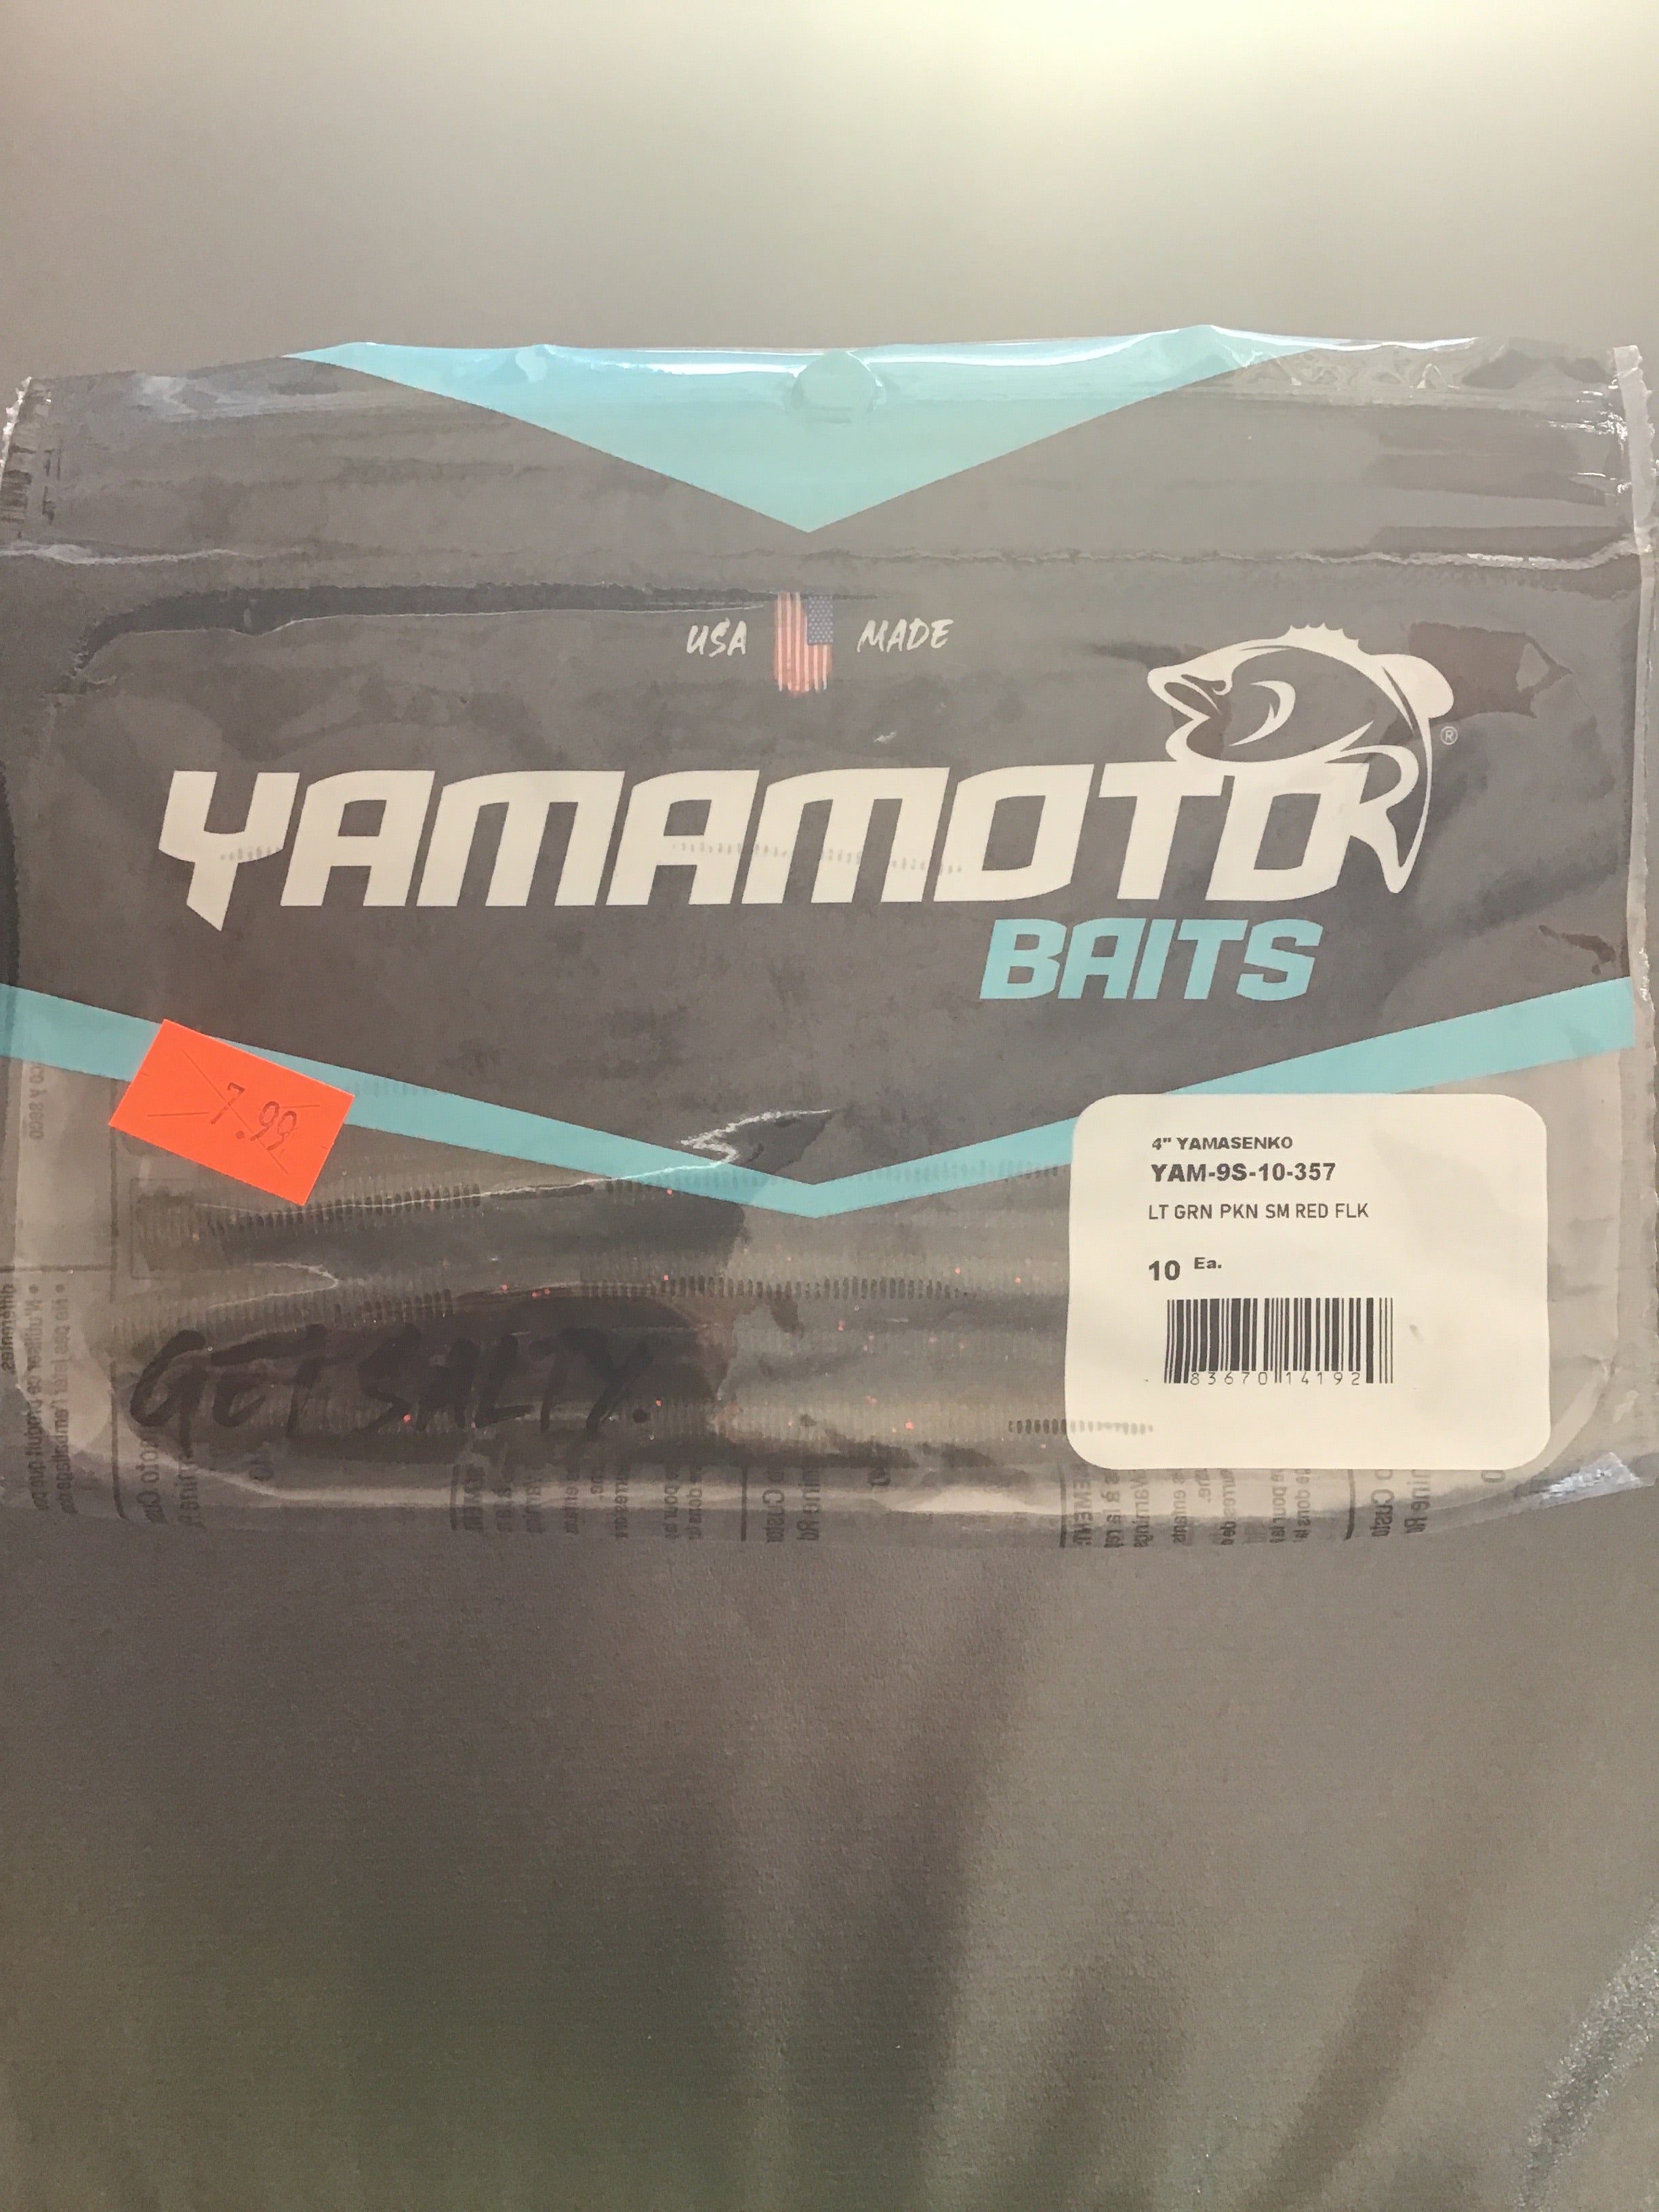 USA MADE
YAMAMOTO®
BAITS
7.99
4" YAMASENKO
YAM-9S-10-357
LT GRN PKN SM RED FLK
10 Ea.
83670 14192
GET SALTY.